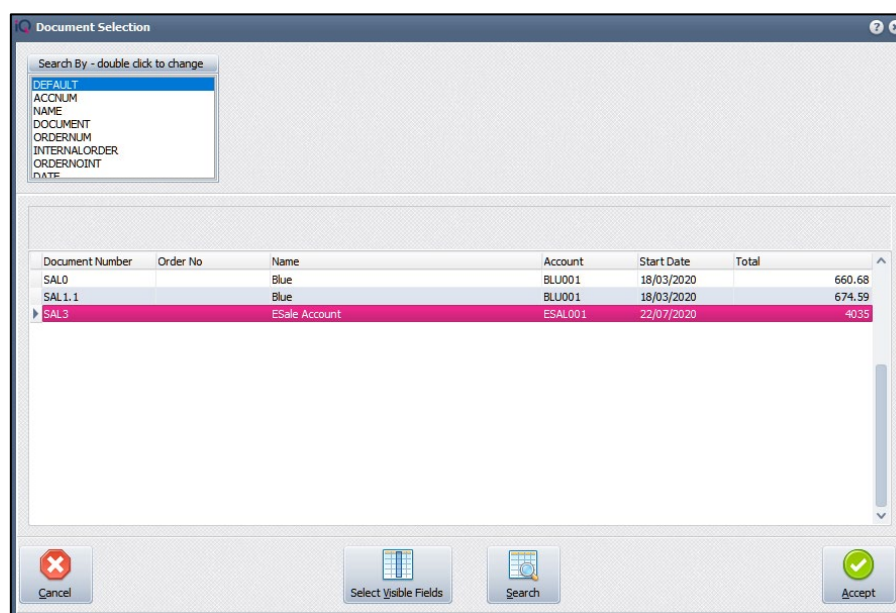 iQ Document Selection
Search By - double click to change
DEFAULT
ACCNUM
NAME
DOCUMENT
ORDERNUM
INTERNALORDER
ORDERNOINT
DATE
Document Number Order No Name Account Start Date Total
SAL0 Blue BLU001 18/03/2020 660.68
SAL1.1 Blue BLU001 18/03/2020 674.59
SAL3 ESale Account ESAL001 22/07/2020 4035
Cancel Select Visible Fields Search Accept